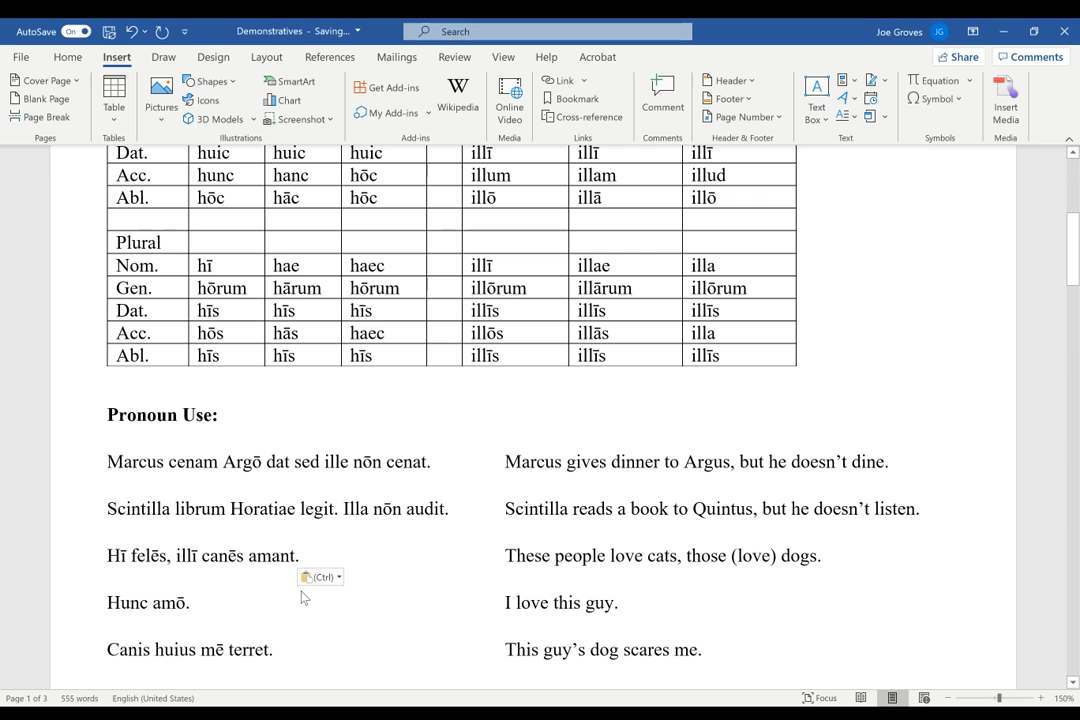 AutoSave On Demonstratives - Saving... Search Joe Groves JG
File Home Insert Draw Design Layout References Mailings Review View Help Acrobat Share Comments
Cover Page
Blank Page
Page Break
Pages
Table
Tables
Pictures
Shapes
Icons
3D Models
SmartArt
Chart
Screenshot
Illustrations
Get Add-ins
My Add-ins
Wikipedia
Add-ins
Online
Video
Media
Link
Bookmark
Cross-reference
Links
Comment
Comments
Header
Footer
Page Number
Header & Footer
Text
Box
Text
Equation
Symbol
Symbols
Insert
Media
Media
Dat. huic huic huic illī illī illī
Acc. hunc hanc hōc illum illam illud
Abl. hōc hāc hōc illō illā illō
Plural
Nom. hī hae haec illī illae illa
Gen. hōrum hārum hōrum illōrum illārum illōrum
Dat. hīs hīs hīs illīs illīs illīs
Acc. hōs hās haec illōs illās illa
Abl. hīs hīs hīs illīs illīs illīs
Pronoun Use:
Marcus cenam Argō dat sed ille nōn cenat. Marcus gives dinner to Argus, but he doesn't dine.
Scintilla librum Horatiae legit. Illa nōn audit. Scintilla reads a book to Quintus, but he doesn't listen.
Hī felēs, illī canēs amant. These people love cats, those (love) dogs.
(Ctrl)
Hunc amō. I love this guy.
Canis huius mē terret. This guy's dog scares me.
Page 1 of 3 555 words English (United States) Focus 150%